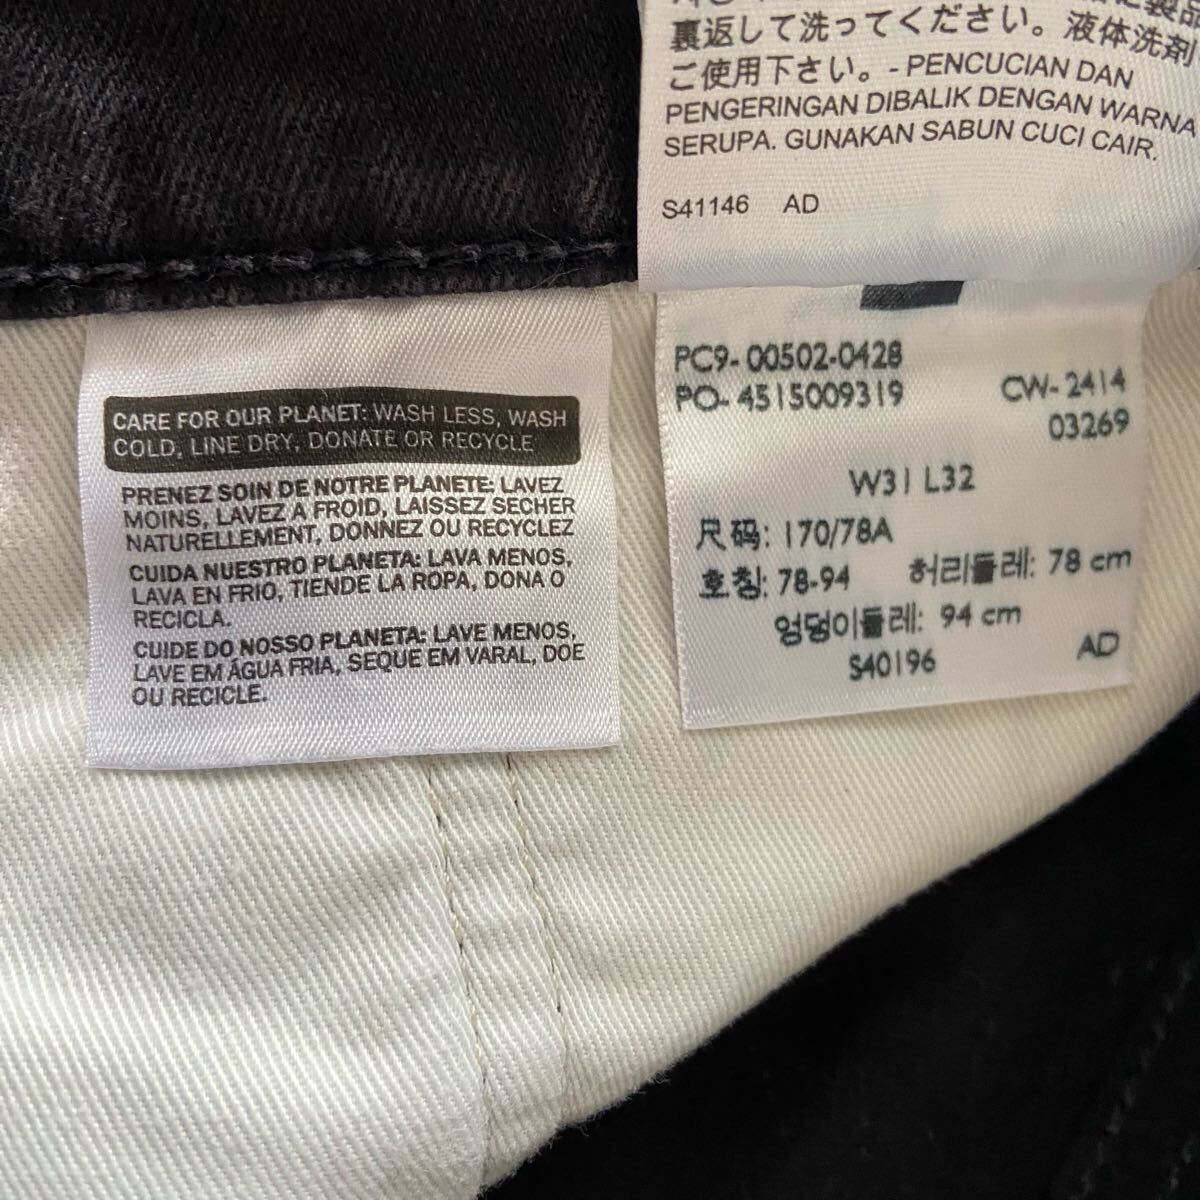 裏返して洗ってください。液体洗剤
ご使用下さい。- PENCUCIAN DAN
PENGERINGAN DIBALIK DENGAN WARNA
SERUPA. GUNAKAN SABUN CUCI CAIR.
S41146 AD
CARE FOR OUR PLANET: WASH LESS, WASH
COLD, LINE DRY, DONATE OR RECYCLE
PRENEZ SOIN DE NOTRE PLANETE: LAVEZ
MOINS, LAVEZ A FROID, LAISSEZ SECHER
NATURELLEMENT, DONNEZ OU RECYCLEZ
CUIDA NUESTRO PLANETA: LAVA MENOS,
LAVA EN FRIO, TIENDE LA ROPA, DONA O
RECICLA.
CUIDE DO NOSSO PLANETA: LAVE MENOS,
LAVE EM ÁGUA FRIA, SEQUE EM VARAL, DOE
OU RECICLE.
PC9- 00502-0428
PO- 4515009319 CW- 2414
03269
W31 L32
尺码: 170/78A
호칭: 78-94 허리둘레: 78 cm
엉덩이둘레: 94 cm
S40196 AD